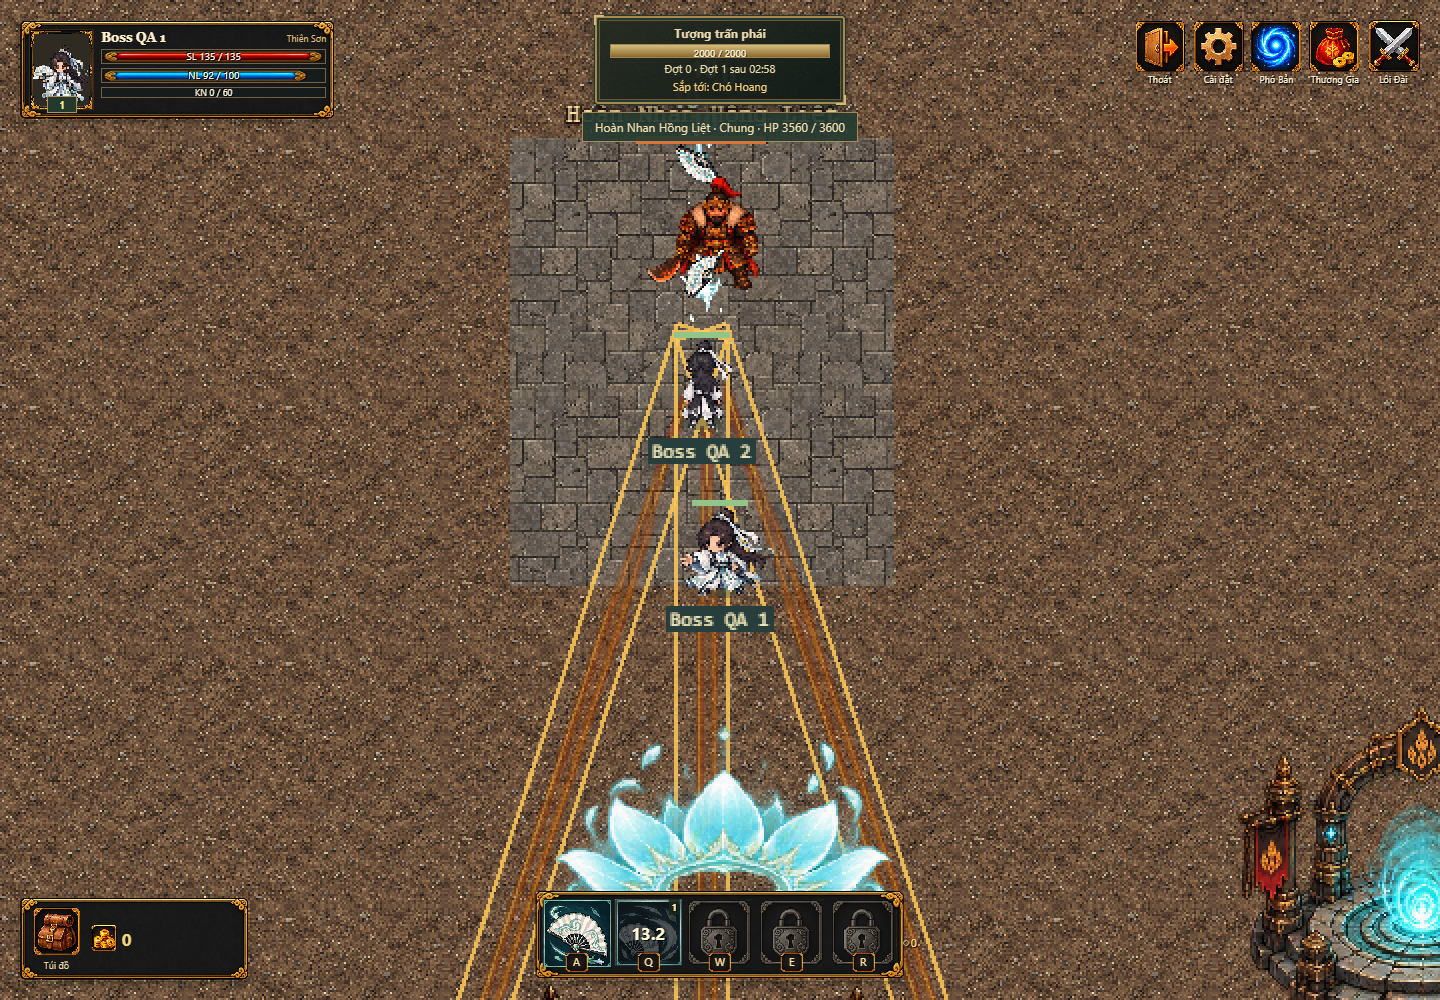 Boss QA 1
Thiên Sơn
SL 135 / 135
NL 92 / 100
KN 0 / 60
1
Tượng trấn phái
2000 / 2000
Đợt 0 · Đợt 1 sau 02:58
Sắp tới: Chó Hoang
Hoàn Nhan Hồng Liệt · Chung · HP 3560 / 3600
Thoát
Cài đặt
Phó Bản
Thương Gia
Lôi Đài
Boss QA 2
Boss QA 1
Túi đồ
0
1
13.2
A
Q
W
E
R
0